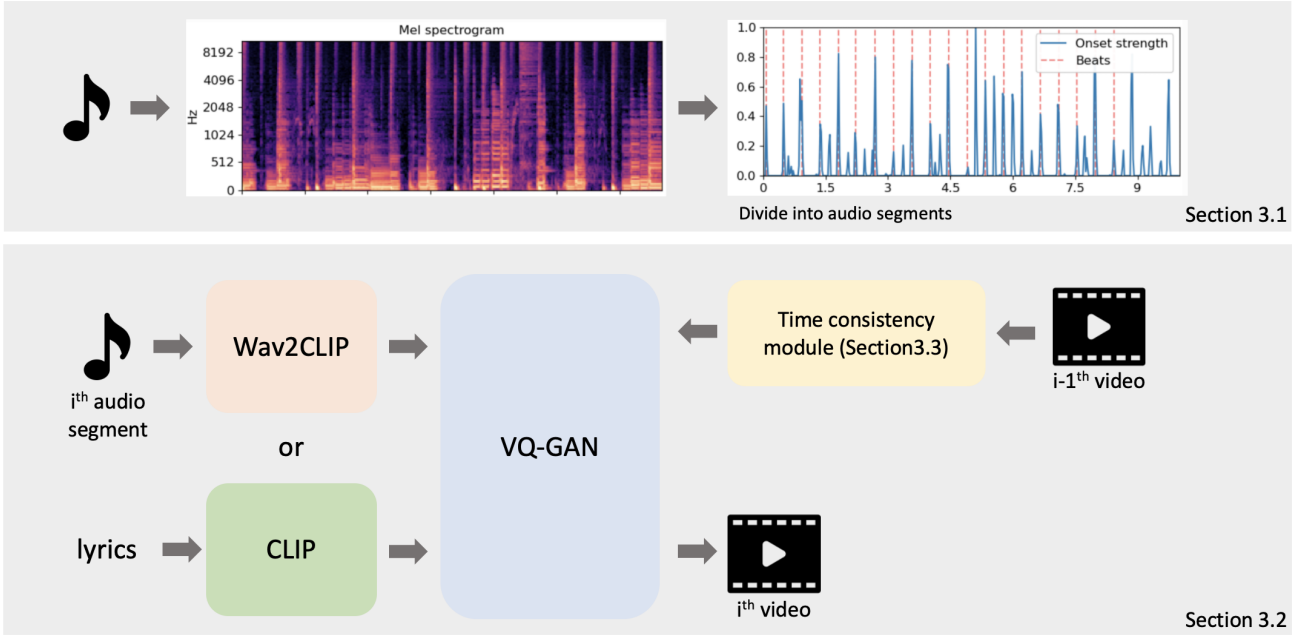 Mel spectrogram
8192
4096
2048
1024
512
0
Hz
1.0
0.8
0.6
0.4
0.2
0.0
0 1.5 3 4.5 6 7.5 9
Onset strength
Beats
Divide into audio segments
Section 3.1
ith audio
segment
Wav2CLIP
or
lyrics
CLIP
VQ-GAN
Time consistency
module (Section3.3)
i-1th video
ith video
Section 3.2